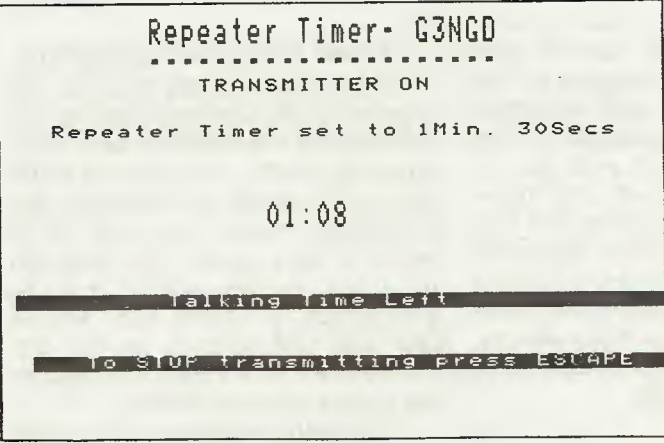 Repeater Timer- G3NGD
TRANSMITTER ON
Repeater Timer set to 1Min. 30Secs
01:08
Talking Time Left
To STOP transmitting press ESCAPE